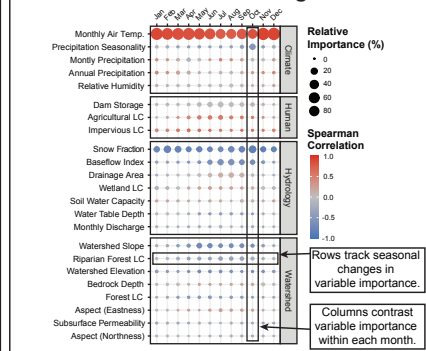 Jan Feb Mar Apr May Jun Jul Aug Sep Oct Nov Dec
Monthly Air Temp.
Precipitation Seasonality
Montly Precipitation
Annual Precipitation
Relative Humidity
Climate
Dam Storage
Agricultural LC
Impervious LC
Human
Snow Fraction
Baseflow Index
Drainage Area
Wetland LC
Soil Water Capacity
Water Table Depth
Monthly Discharge
Hydrology
Watershed Slope
Riparian Forest LC
Watershed Elevation
Bedrock Depth
Forest LC
Aspect (Eastness)
Subsurface Permeability
Aspect (Northness)
Watershed
Relative
Importance (%)
0
20
40
60
80
Spearman
Correlation
1.0
0.5
0.0
-0.5
-1.0
Rows track seasonal
changes in
variable importance.
Columns contrast
variable importance
within each month.